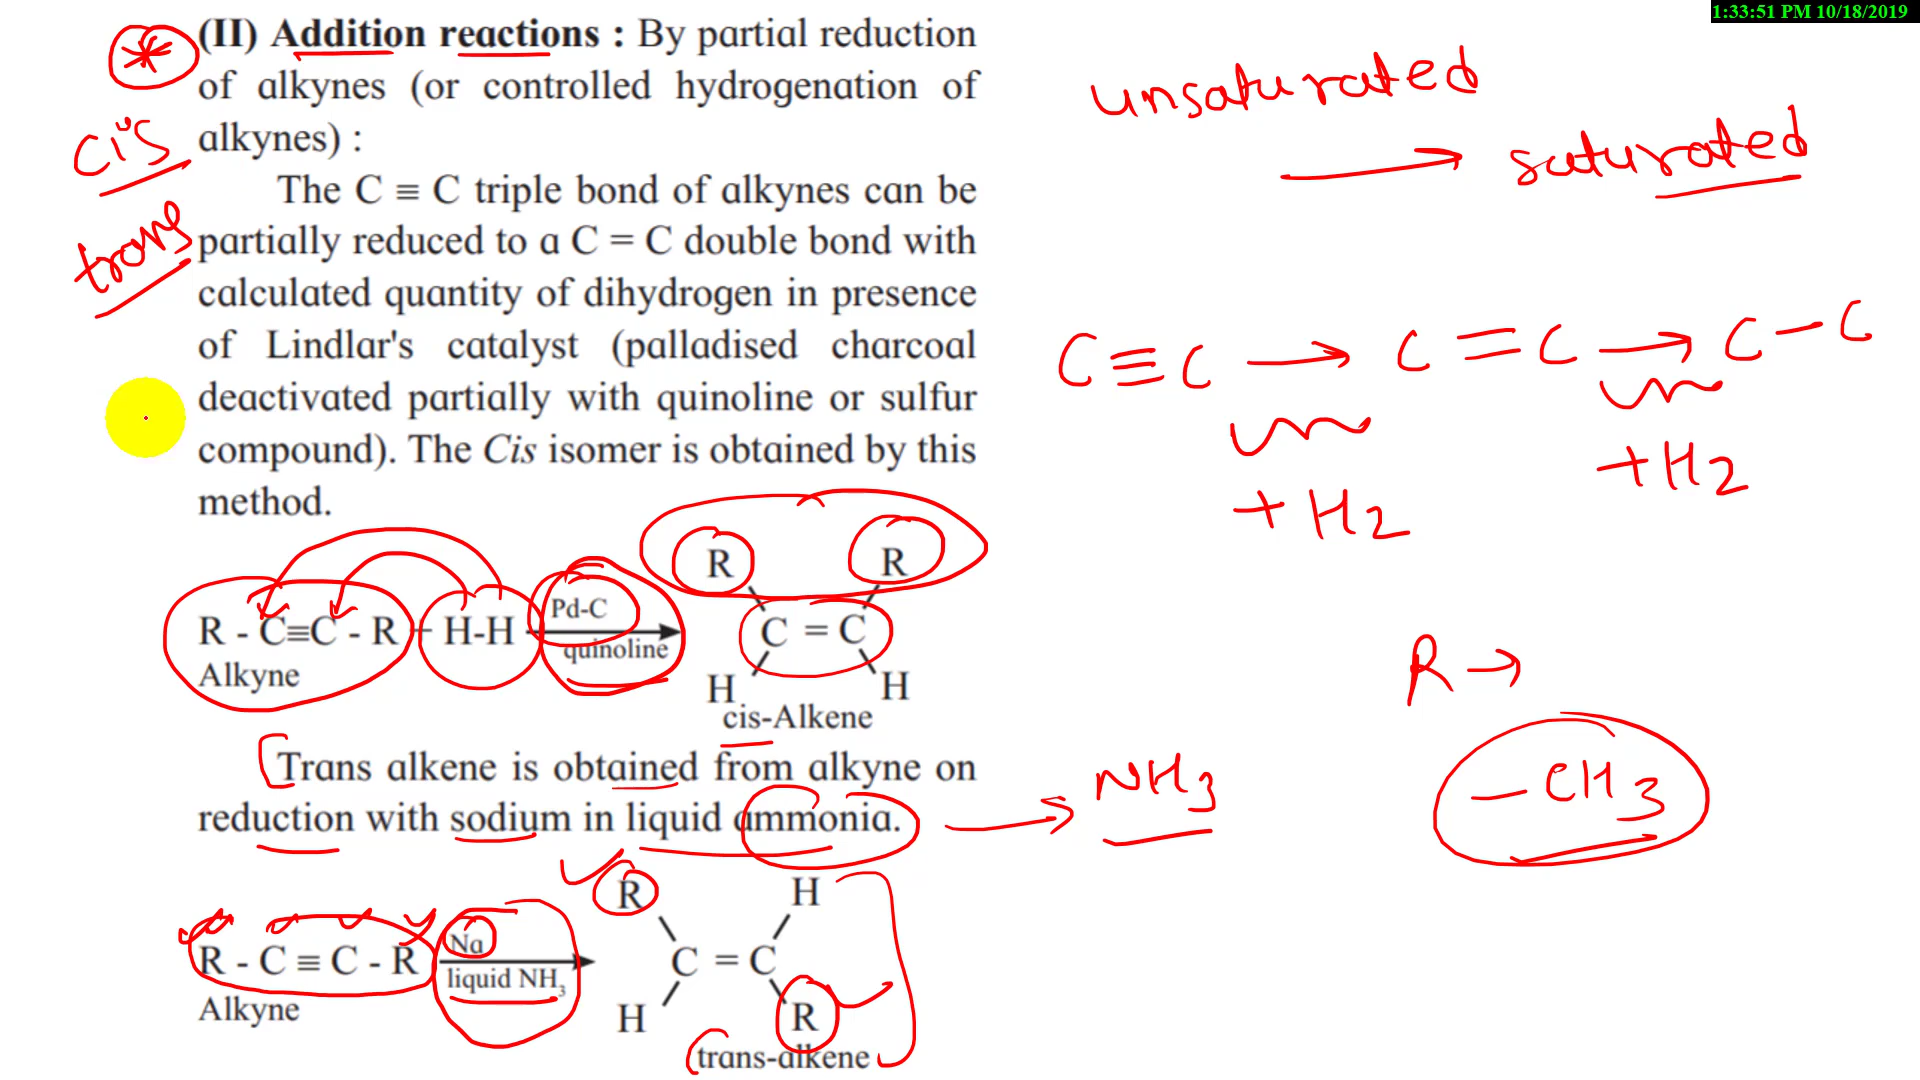 1:33:51 PM 10/18/2019
(II) Addition reactions : By partial reduction
of alkynes (or controlled hydrogenation of
alkynes) :
The C ≡ C triple bond of alkynes can be
partially reduced to a C = C double bond with
calculated quantity of dihydrogen in presence
of Lindlar's catalyst (palladised charcoal
deactivated partially with quinoline or sulfur
compound). The Cis isomer is obtained by this
method.
cis
trans
R R
R - C≡C - R + H-H Pd-C C = C
quinoline
Alkyne H H
cis-Alkene
Trans alkene is obtained from alkyne on
reduction with sodium in liquid ammonia.
R H
R - C ≡ C - R Na C = C
liquid NH₃
Alkyne H R
trans-alkene
unsaturated
→ saturated
C≡C → C = C → C - C
+ H2 + H2
R →
- CH3
→ NH3